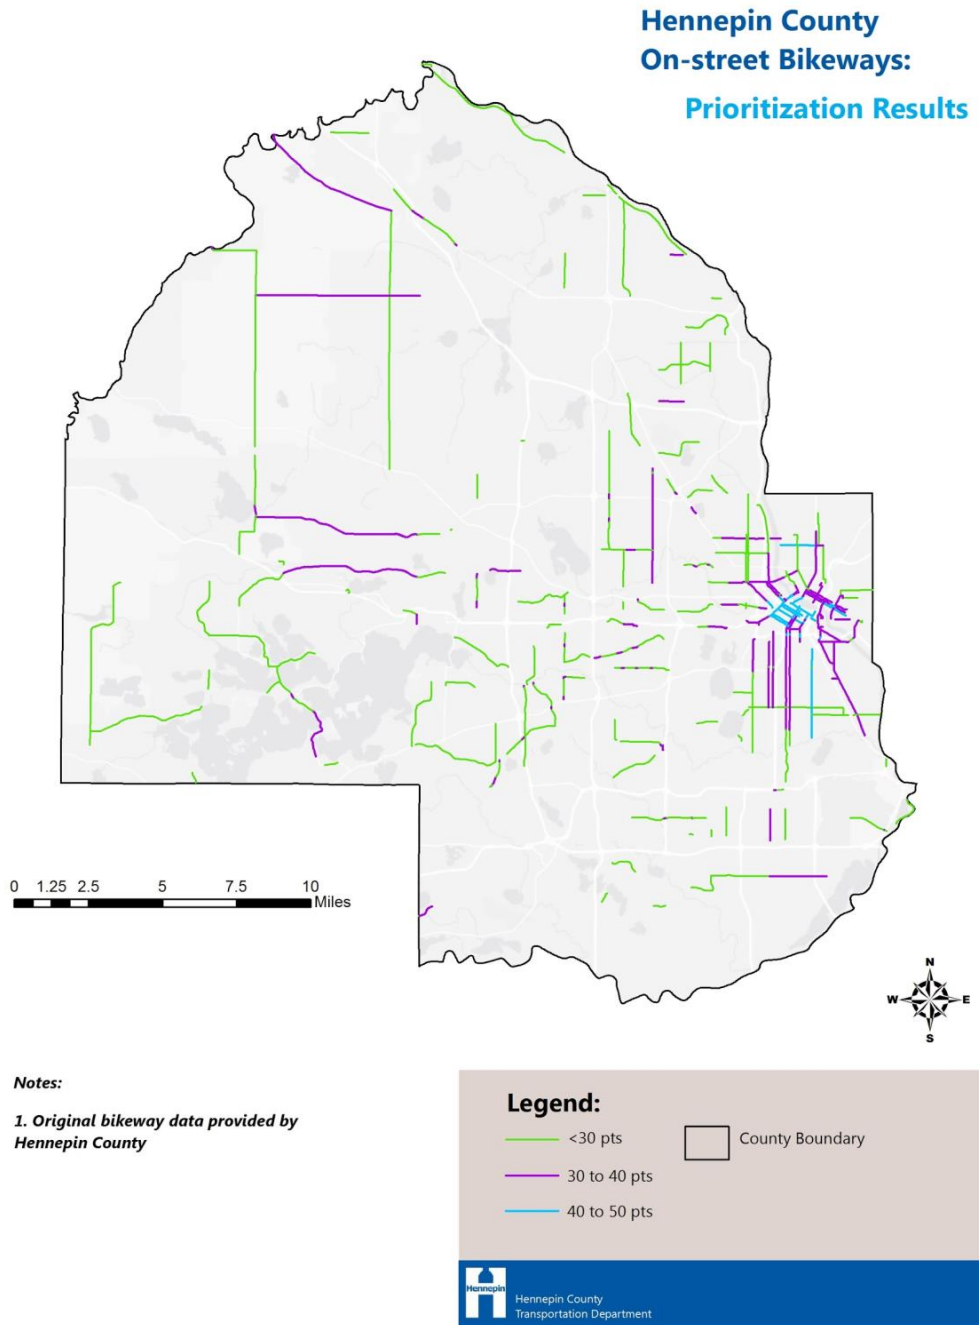 Hennepin County
On-street Bikeways:
Prioritization Results
0 1.25 2.5 5 7.5 10
Miles
N
W E
S
Notes:
1. Original bikeway data provided by
Hennepin County
Legend:
<30 pts
County Boundary
30 to 40 pts
40 to 50 pts
Hennepin
Hennepin County
Transportation Department